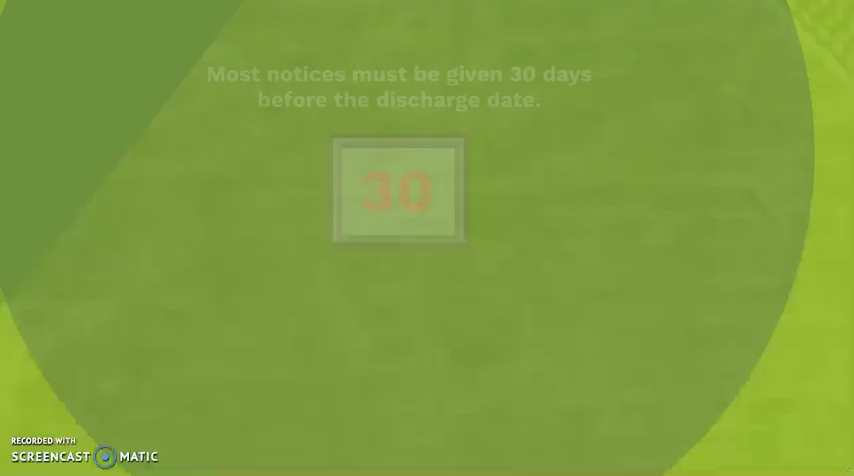 Most notices must be given 30 days
before the discharge date.
30
RECORDED WITH
SCREENCAST MATIC